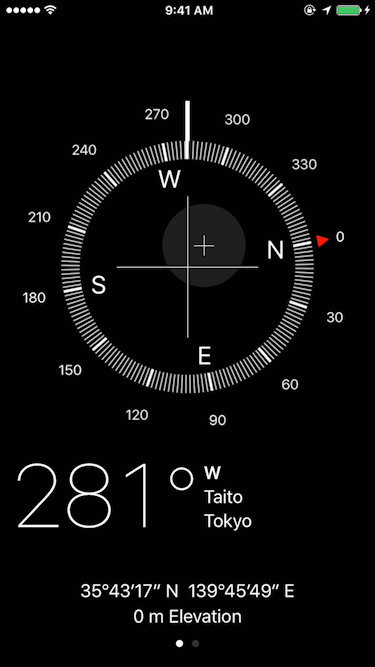 9:41 AM
270
300
240
330
W
210
N
0
S
180
30
E
150
60
120
90
281°
W
Taito
Tokyo
35°43′17″ N 139°45′49″ E
0 m Elevation